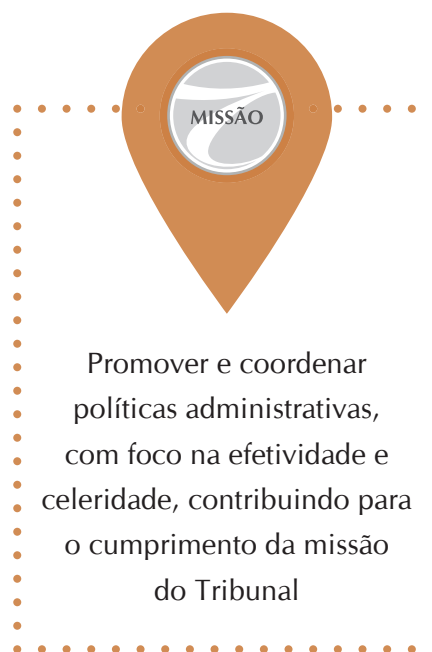 MISSÃO
Promover e coordenar
políticas administrativas,
com foco na efetividade e
celeridade, contribuindo para
o cumprimento da missão
do Tribunal